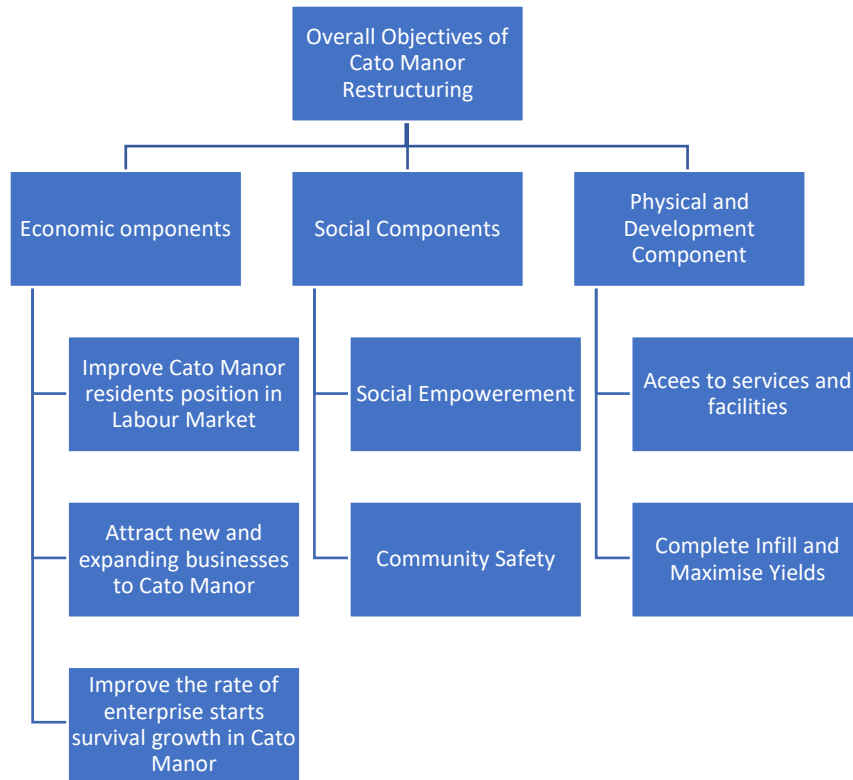 Overall Objectives of
Cato Manor
Restructuring
Economic omponents
Social Components
Physical and
Development
Component
Improve Cato Manor
residents position in
Labour Market
Social Empowerement
Acees to services and
facilities
Attract new and
expanding businesses
to Cato Manor
Community Safety
Complete Infill and
Maximise Yields
Improve the rate of
enterprise starts
survival growth in Cato
Manor